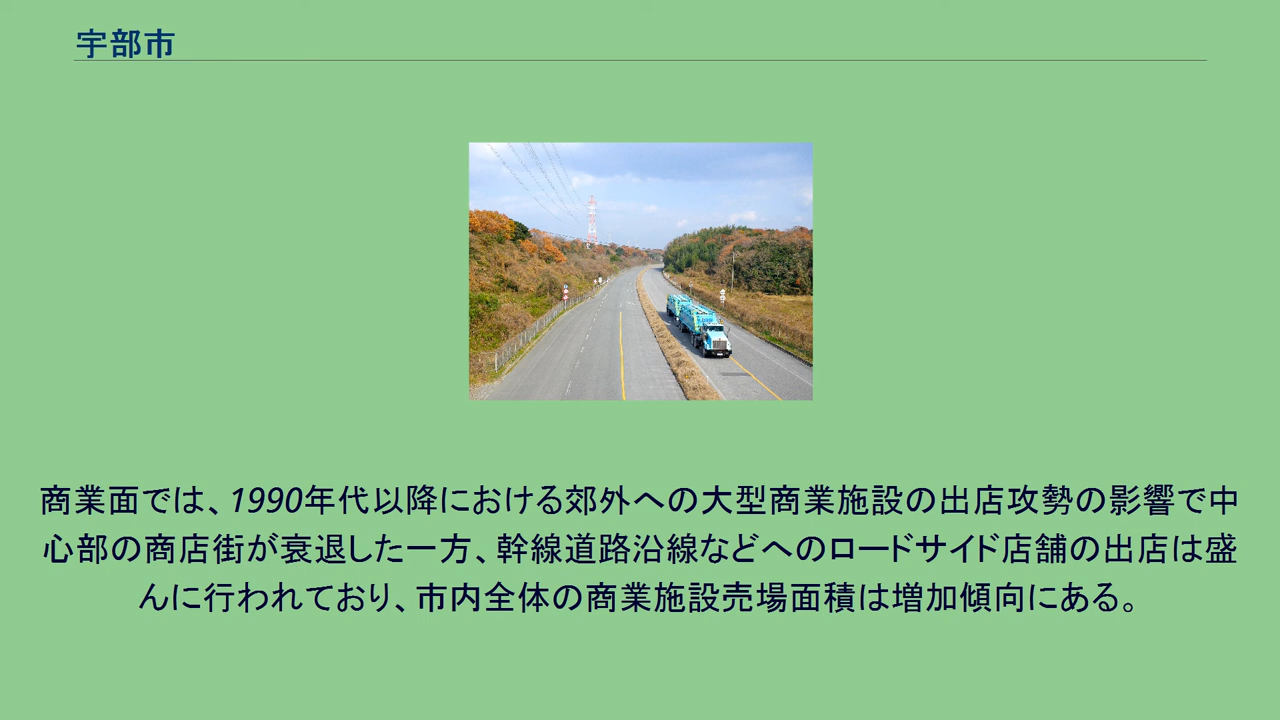 宇部市
商業面では、1990年代以降における郊外への大型商業施設の出店攻勢の影響で中
心部の商店街が衰退した一方、幹線道路沿線などへのロードサイド店舗の出店は盛
んに行われており、市内全体の商業施設売場面積は増加傾向にある。